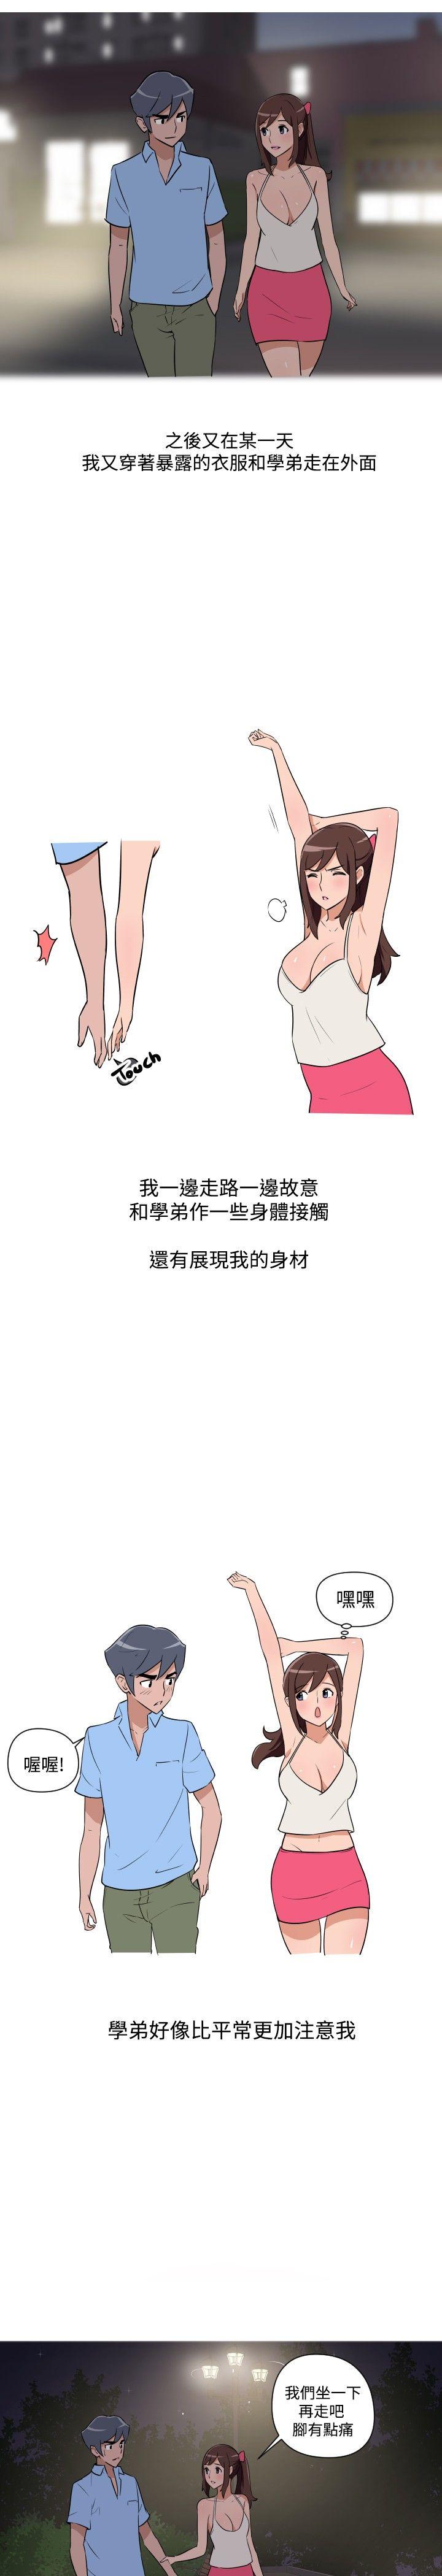 之後又在某一天
我又穿著暴露的衣服和學弟走在外面
Touch
我一邊走路一邊故意
和學弟作一些身體接觸
還有展現我的身材
嘿嘿
喔喔!
學弟好像比平常更加注意我
我們坐一下
再走吧
腳有點痛